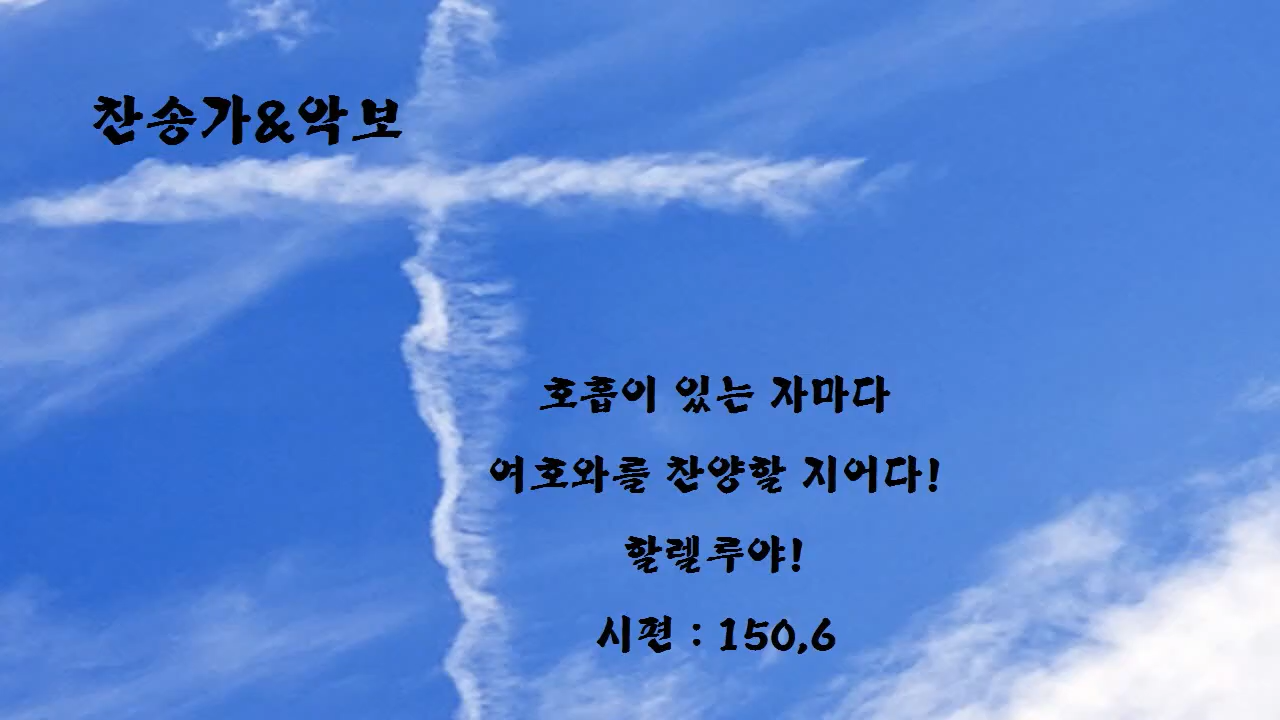 찬송가&악보
호흡이 있는 자마다
여호와를 찬양할 지어다!
할렐루야!
시편 : 150,6